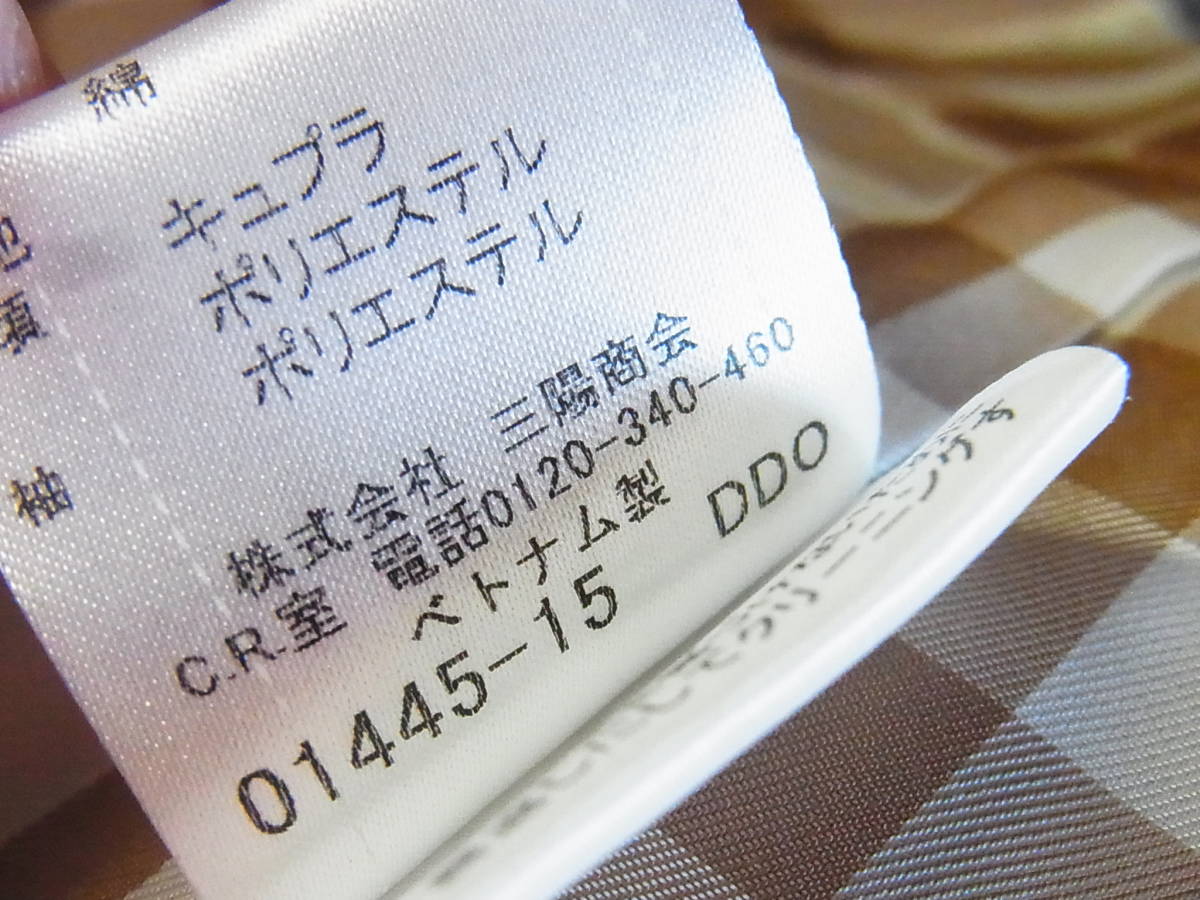 綿
キュプラ
ポリエステル
ポリエステル
袖
株式会社 三陽商会
C.R.室 電話0120-340-460
ベトナム製 DDO
01445-15